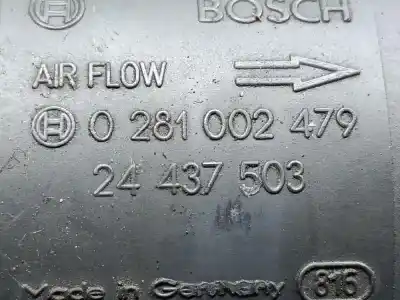 BOSCH
AIR FLOW
0 281 002 479
24 437 503
Made in Germany 816